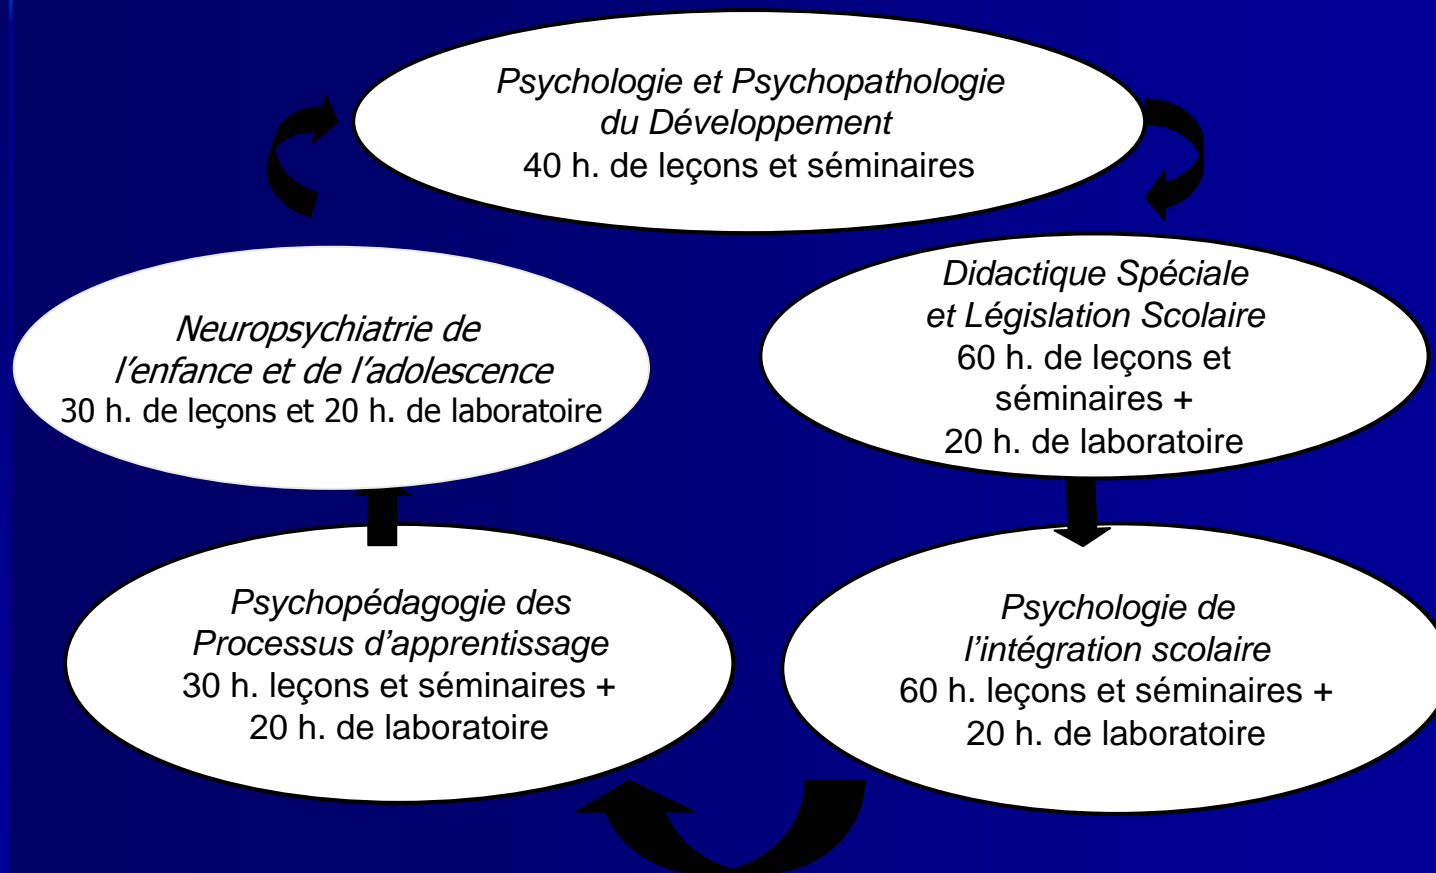 Psychologie et Psychopathologie
du Développement
40 h. de leçons et séminaires
Neuropsychiatrie de
l’enfance et de l’adolescence
30 h. de leçons et 20 h. de laboratoire
Didactique Spéciale
et Législation Scolaire
60 h. de leçons et
séminaires +
20 h. de laboratoire
Psychopédagogie des
Processus d’apprentissage
30 h. leçons et séminaires +
20 h. de laboratoire
Psychologie de
l’intégration scolaire
60 h. leçons et séminaires +
20 h. de laboratoire